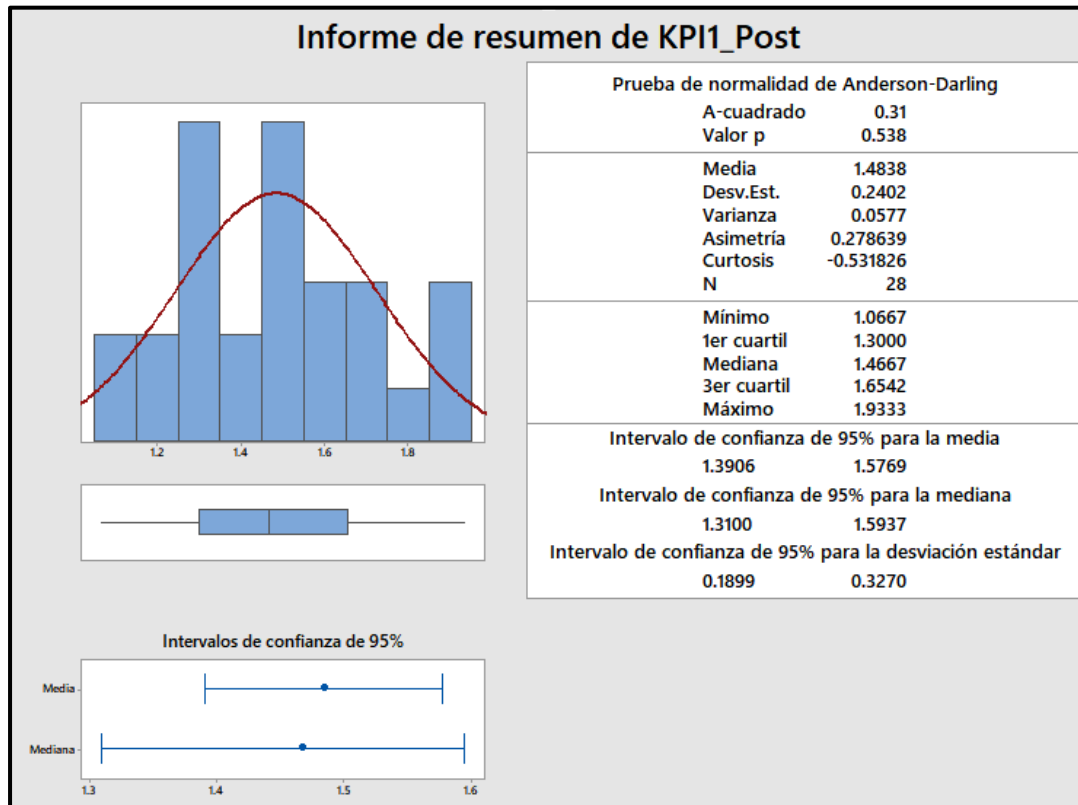 Informe de resumen de KPI1_Post
1.2 1.4 1.6 1.8
Prueba de normalidad de Anderson-Darling
A-cuadrado 0.31
Valor p 0.538
Media 1.4838
Desv.Est. 0.2402
Varianza 0.0577
Asimetría 0.278639
Curtosis -0.531826
N 28
Mínimo 1.0667
1er cuartil 1.3000
Mediana 1.4667
3er cuartil 1.6542
Máximo 1.9333
Intervalo de confianza de 95% para la media
1.3906 1.5769
Intervalo de confianza de 95% para la mediana
1.3100 1.5937
Intervalo de confianza de 95% para la desviación estándar
0.1899 0.3270
Intervalos de confianza de 95%
Media
Mediana
1.3 1.4 1.5 1.6